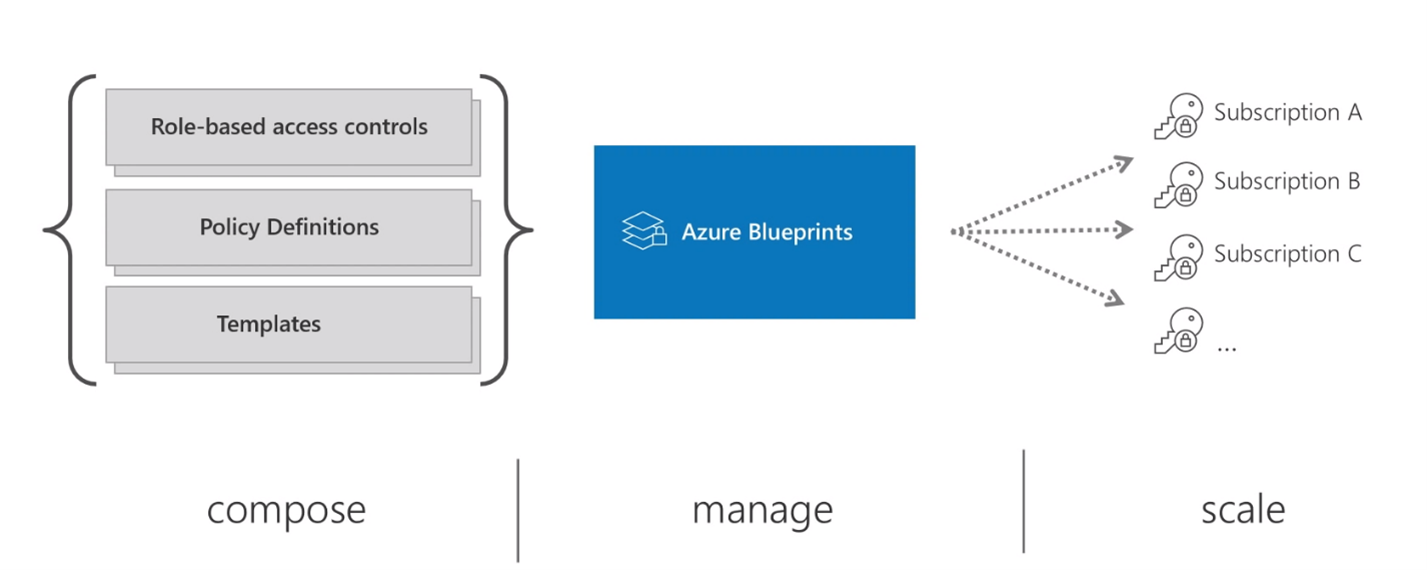 Role-based access controls
Policy Definitions
Templates
Azure Blueprints
Subscription A
Subscription B
Subscription C
...
compose
manage
scale